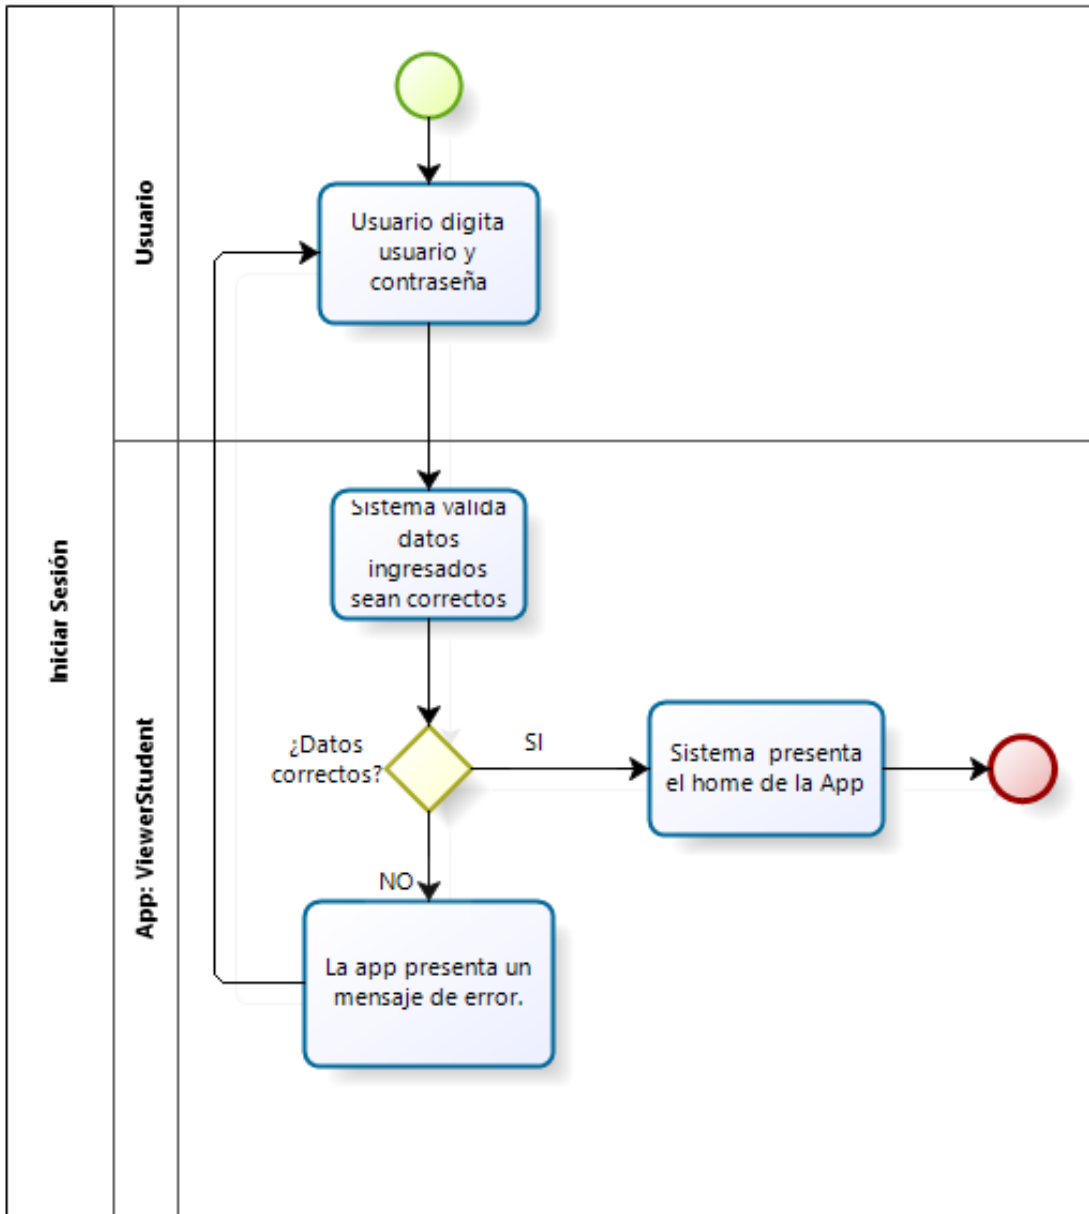 Iniciar Sesión
Usuario
Usuario digita
usuario y
contraseña
App: ViewerStudent
Sistema valida
datos
ingresados
sean correctos
¿Datos
correctos?
SI
Sistema presenta
el home de la App
NO
La app presenta un
mensaje de error.